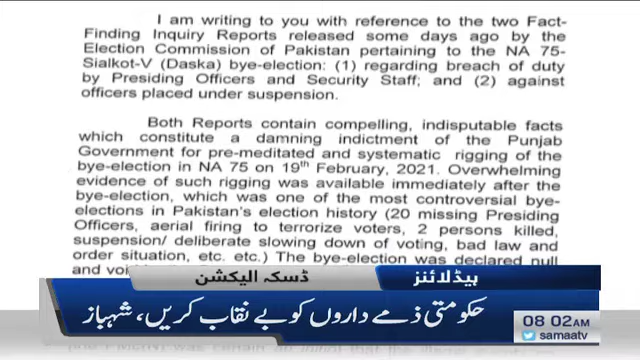 I am writing to you with reference to the two Fact-
Finding Inquiry Reports released some days ago by the
Election Commission of Pakistan pertaining to the NA 75-
Sialkot-V (Daska) bye-election: (1) regarding breach of duty
by Presiding Officers and Security Staff; and (2) against
officers placed under suspension.
Both Reports contain compelling, indisputable facts
which constitute a damning indictment of the Punjab
Government for pre-meditated and systematic rigging of the
bye-election in NA 75 on 19th February, 2021. Overwhelming
evidence of such rigging was available immediately after the
bye-election, which was one of the most controversial bye-
elections in Pakistan's election history (20 missing Presiding
Officers, aerial firing to terrorize voters, 2 persons killed,
suspension/ deliberate slowing down of voting, bad law and
order situation, etc. etc.) The bye-election was declared null
and
ہیڈلائنز
ڈسکہ الیکشن
حکومتی ذمے داروں کو بے نقاب کریں، شہباز
08 02AM
samaatv